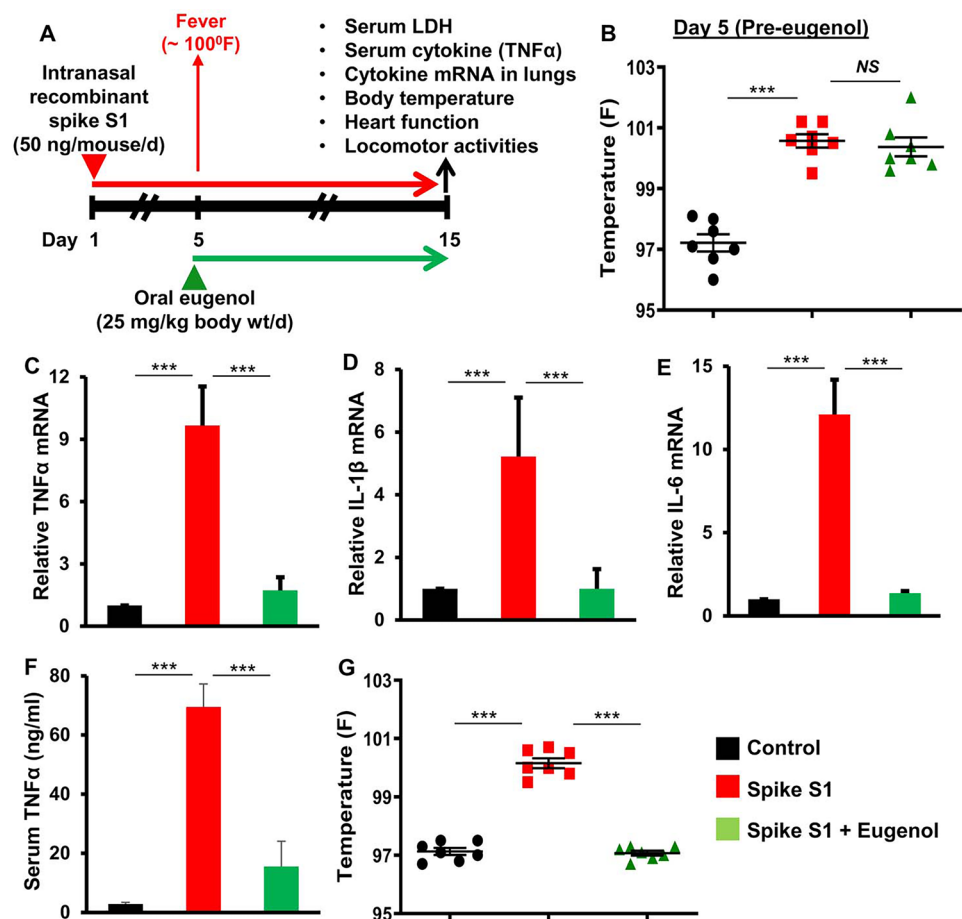 A
Fever
(~ 100⁰F)
Intranasal
recombinant
spike S1
(50 ng/mouse/d)
• Serum LDH
• Serum cytokine (TNFα)
• Cytokine mRNA in lungs
• Body temperature
• Heart function
• Locomotor activities
Day 1 5 15
Oral eugenol
(25 mg/kg body wt/d)
B
Day 5 (Pre-eugenol)
Temperature (F)
103
101
99
97
95
***
NS
C
Relative TNFα mRNA
12
9
6
3
0
*** ***
D
Relative IL-1β mRNA
8
6
4
2
0
*** ***
E
Relative IL-6 mRNA
15
10
5
0
*** ***
F
Serum TNFα (ng/ml)
80
60
40
20
0
*** ***
G
Temperature (F)
103
101
99
97
95
*** ***
Control
Spike S1
Spike S1 + Eugenol